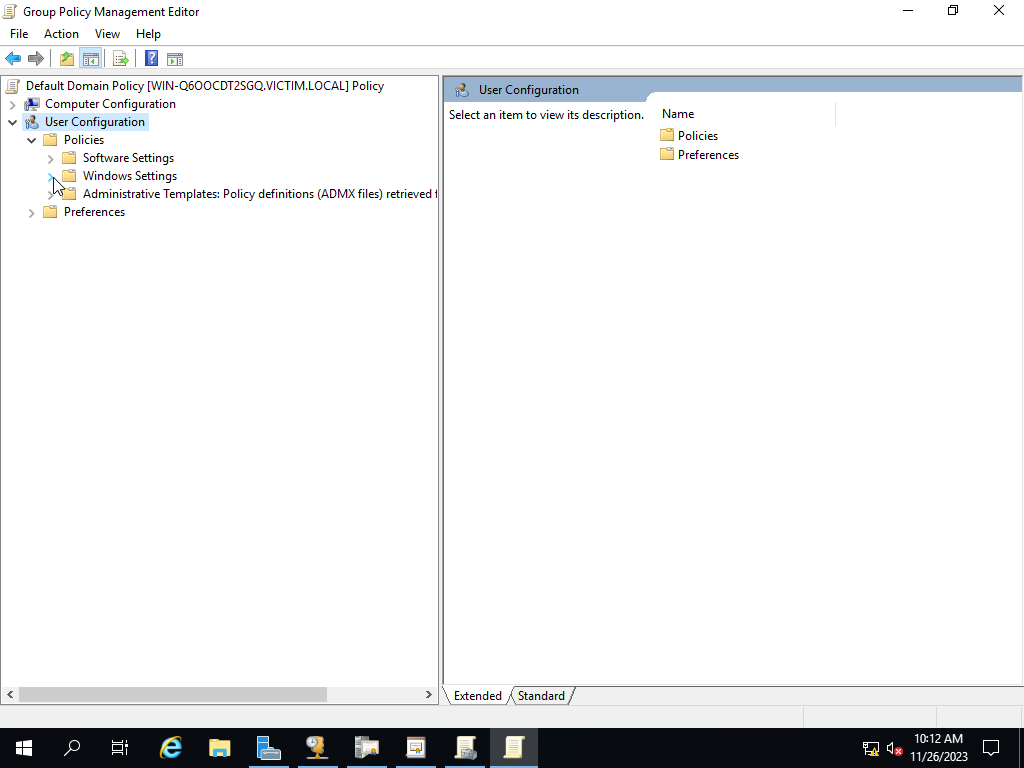 Group Policy Management Editor
File Action View Help
Default Domain Policy [WIN-Q6OOCDT2SGQ.VICTIM.LOCAL] Policy
Computer Configuration
User Configuration
Policies
Software Settings
Windows Settings
Administrative Templates: Policy definitions (ADMX files) retrieved f
Preferences
User Configuration
Select an item to view its description.
Name
Policies
Preferences
Extended Standard
10:12 AM
11/26/2023